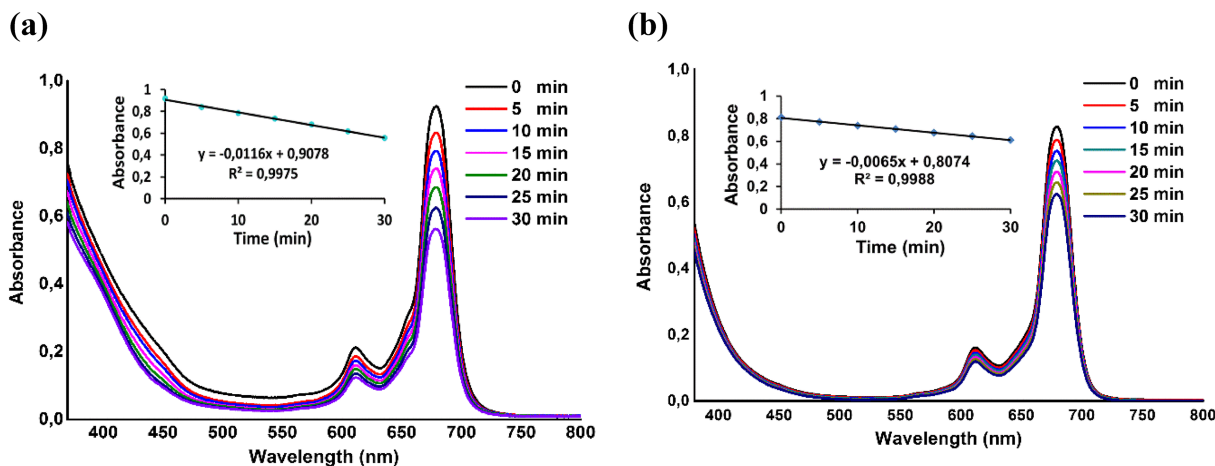 (a)
1,0
0,8
0,6
0,4
0,2
0,0
Absorbance
400 450 500 550 600 650 700 750 800
Wavelength (nm)
0 min
5 min
10 min
15 min
20 min
25 min
30 min
1
0,8
0,6
0,4
0,2
0
Absorbance
y = -0,0116x + 0,9078
R² = 0,9975
0 10 20 30
Time (min)
(b)
1,0
0,8
0,6
0,4
0,2
0,0
Absorbance
400 450 500 550 600 650 700 750 800
Wavelength (nm)
0 min
5 min
10 min
15 min
20 min
25 min
30 min
1
0,8
0,6
0,4
0,2
0
Absorbance
y = -0,0065x + 0,8074
R² = 0,9988
0 10 20 30
Time (min)